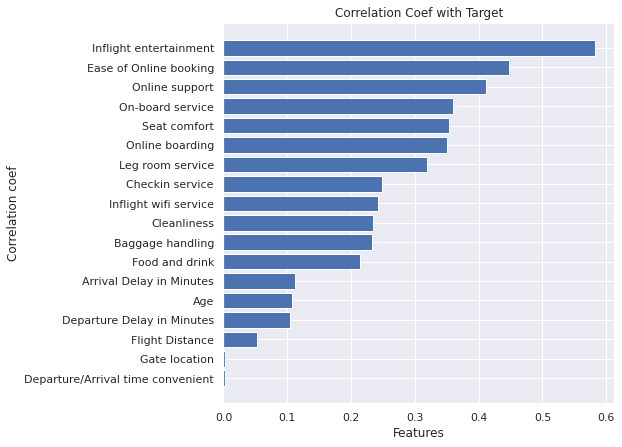 Correlation Coef with Target
Correlation coef
Inflight entertainment
Ease of Online booking
Online support
On-board service
Seat comfort
Online boarding
Leg room service
Checkin service
Inflight wifi service
Cleanliness
Baggage handling
Food and drink
Arrival Delay in Minutes
Age
Departure Delay in Minutes
Flight Distance
Gate location
Departure/Arrival time convenient
0.0 0.1 0.2 0.3 0.4 0.5 0.6
Features